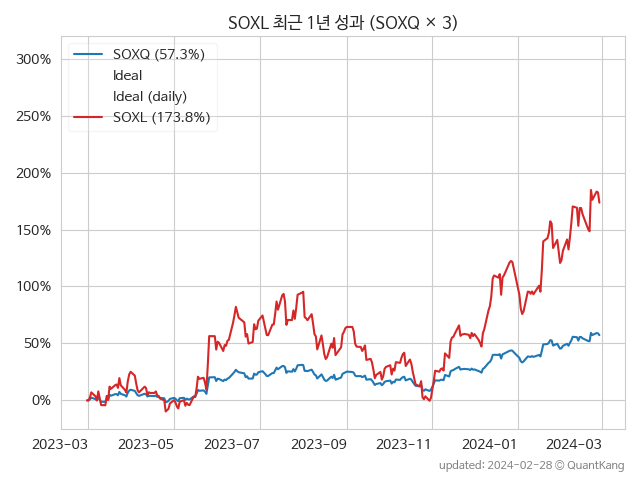 SOXL 최근 1년 성과 (SOXQ × 3)
300%
250%
200%
150%
100%
50%
0%
SOXQ (57.3%)
Ideal
Ideal (daily)
SOXL (173.8%)
2023-03
2023-05
2023-07
2023-09
2023-11
2024-01
2024-03
updated: 2024-02-28 © QuantKang